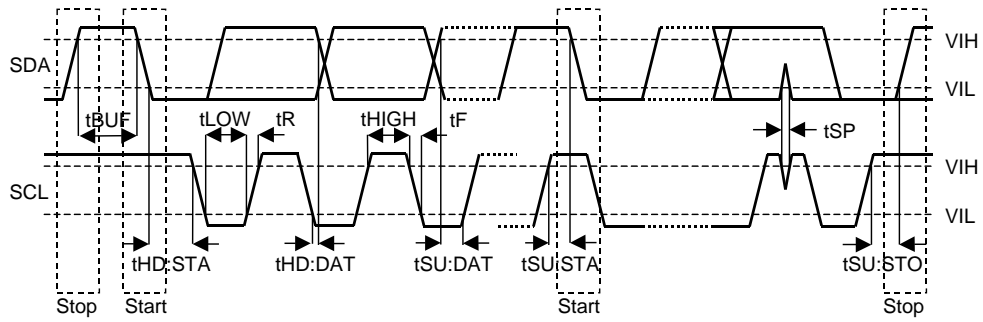 VIH
SDA
VIL
tBUF tLOW tR tHIGH tF
tSP
VIH
SCL
VIL
tHD:STA tHD:DAT tSU:DAT tSU:STA tSU:STO
Stop Start Start Stop